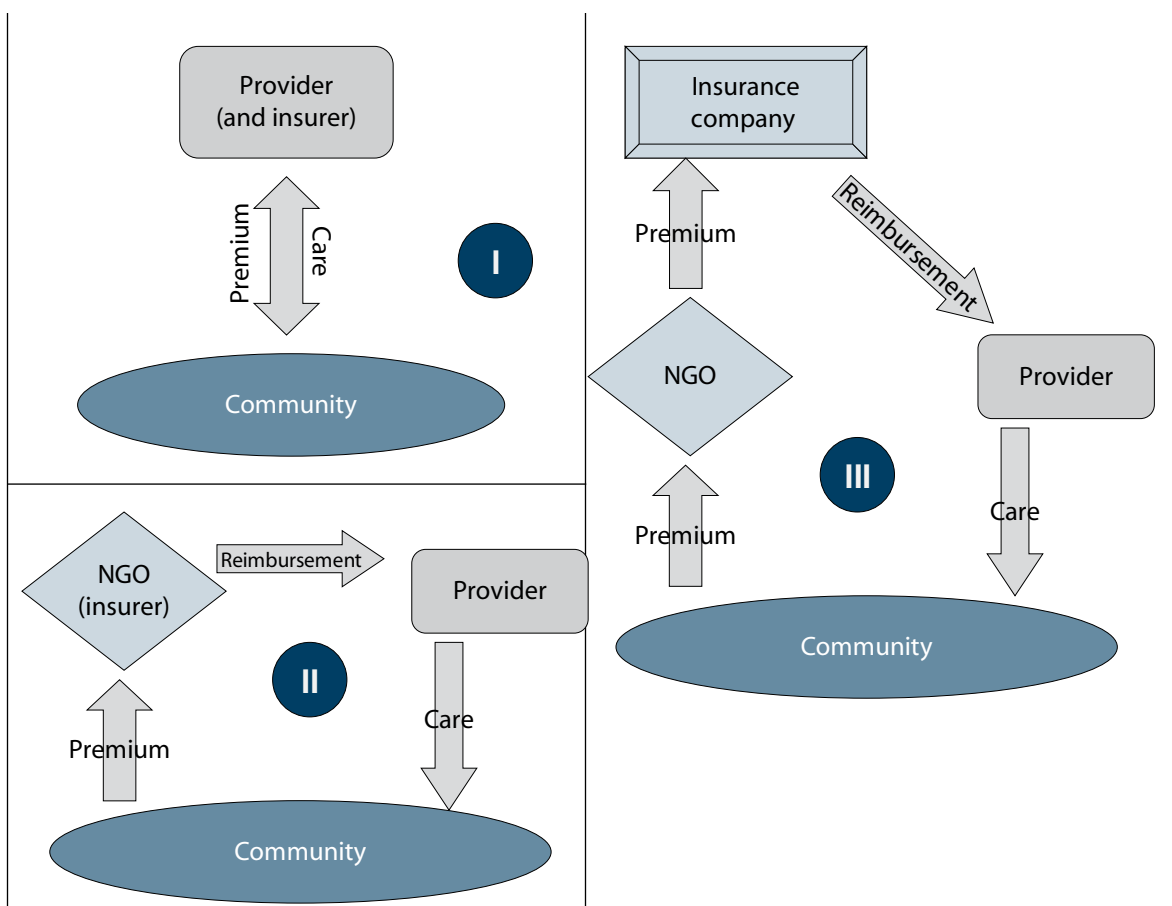 Provider
(and insurer)
Premium
Care
I
Community
NGO
(insurer)
Reimbursement
Provider
II
Premium
Care
Community
Insurance
company
Premium
Reimbursement
NGO
Provider
III
Premium
Care
Community